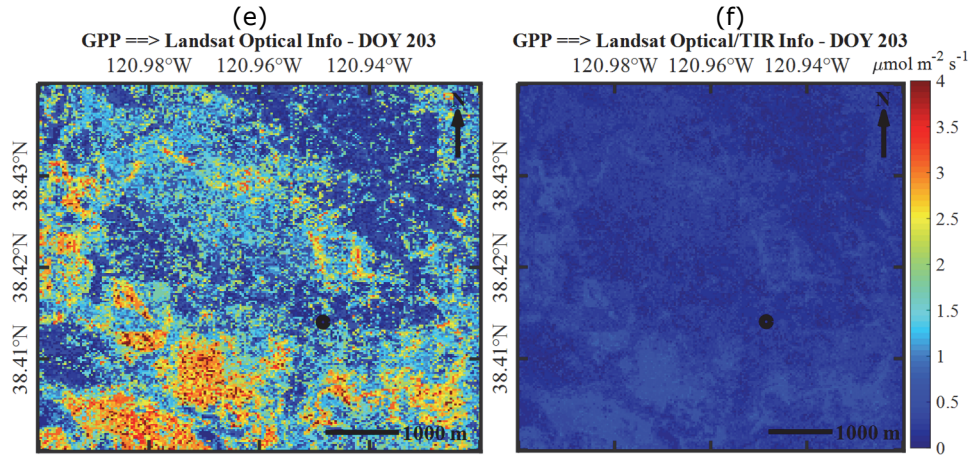 (e)
GPP ==> Landsat Optical Info - DOY 203
120.98°W 120.96°W 120.94°W
N
38.43°N
38.42°N
38.41°N
1000 m
(f)
GPP ==> Landsat Optical/TIR Info - DOY 203
120.98°W 120.96°W 120.94°W
N
38.43°N
38.42°N
38.41°N
1000 m
μmol m⁻² s⁻¹
4
3.5
3
2.5
2
1.5
1
0.5
0